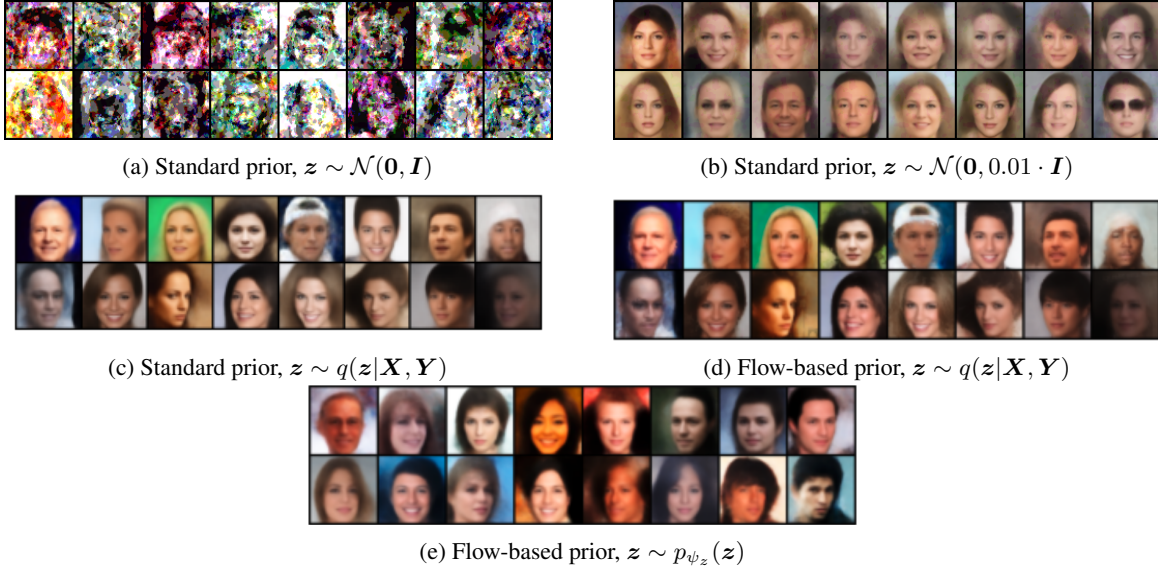 (a) Standard prior, z ∼ 𝒩(0, I)
(b) Standard prior, z ∼ 𝒩(0, 0.01 · I)
(c) Standard prior, z ∼ q(z|X, Y)
(d) Flow-based prior, z ∼ q(z|X, Y)
(e) Flow-based prior, z ∼ p_{ψ_z}(z)